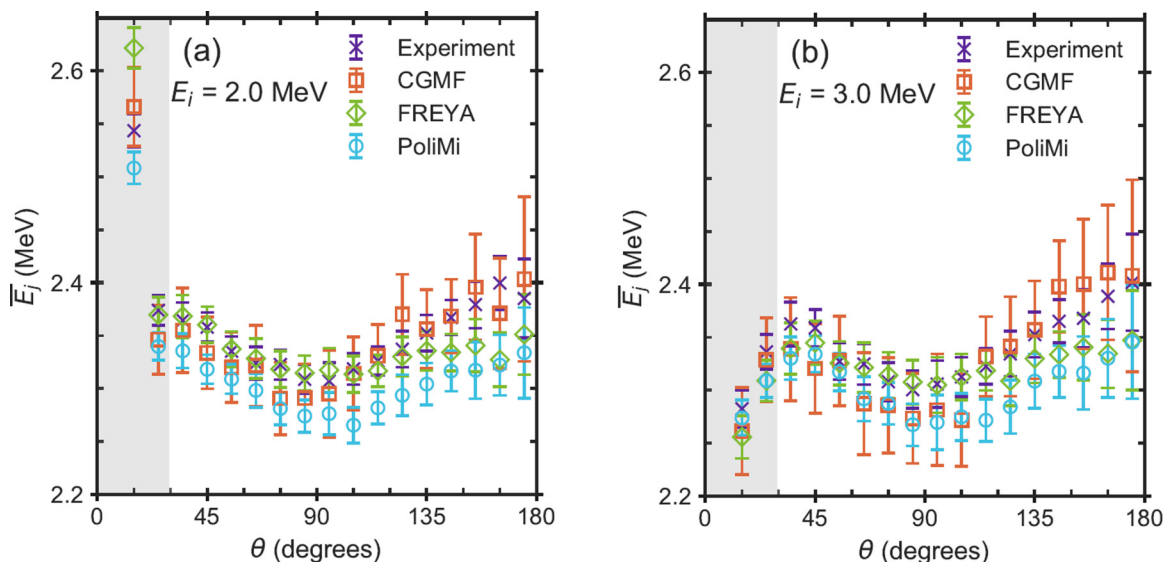 (a)
E_i = 2.0 MeV
Experiment
CGMF
FREYA
PoliMi
2.6
2.4
2.2
E̅_j (MeV)
0
45
90
135
180
θ (degrees)
(b)
E_i = 3.0 MeV
Experiment
CGMF
FREYA
PoliMi
2.6
2.4
2.2
E̅_j (MeV)
0
45
90
135
180
θ (degrees)